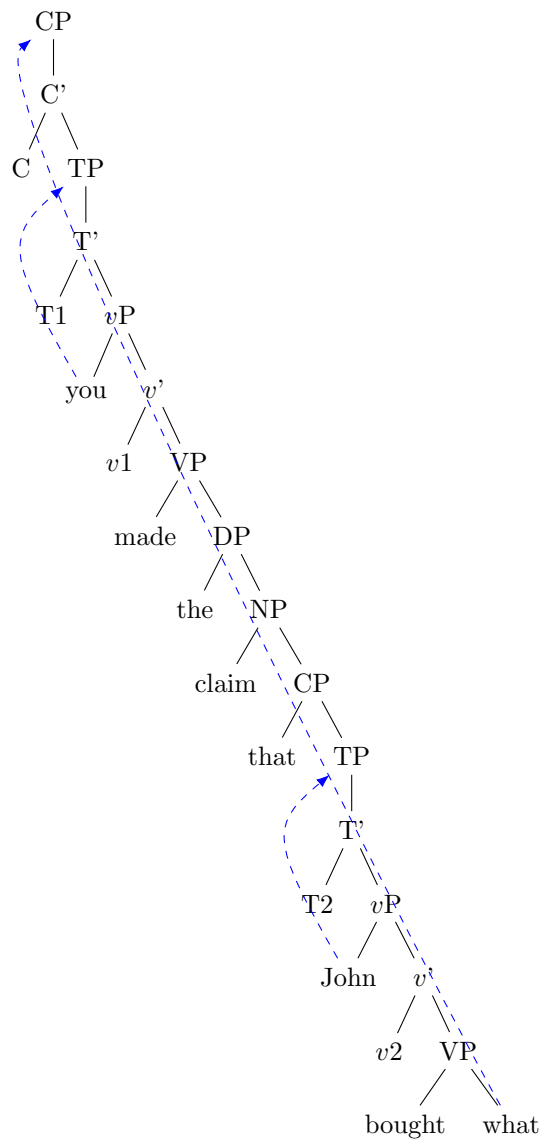 CP
C'
C TP
T'
T1 vP
you v'
v1 VP
made DP
the NP
claim CP
that TP
T'
T2 vP
John v'
v2 VP
bought what